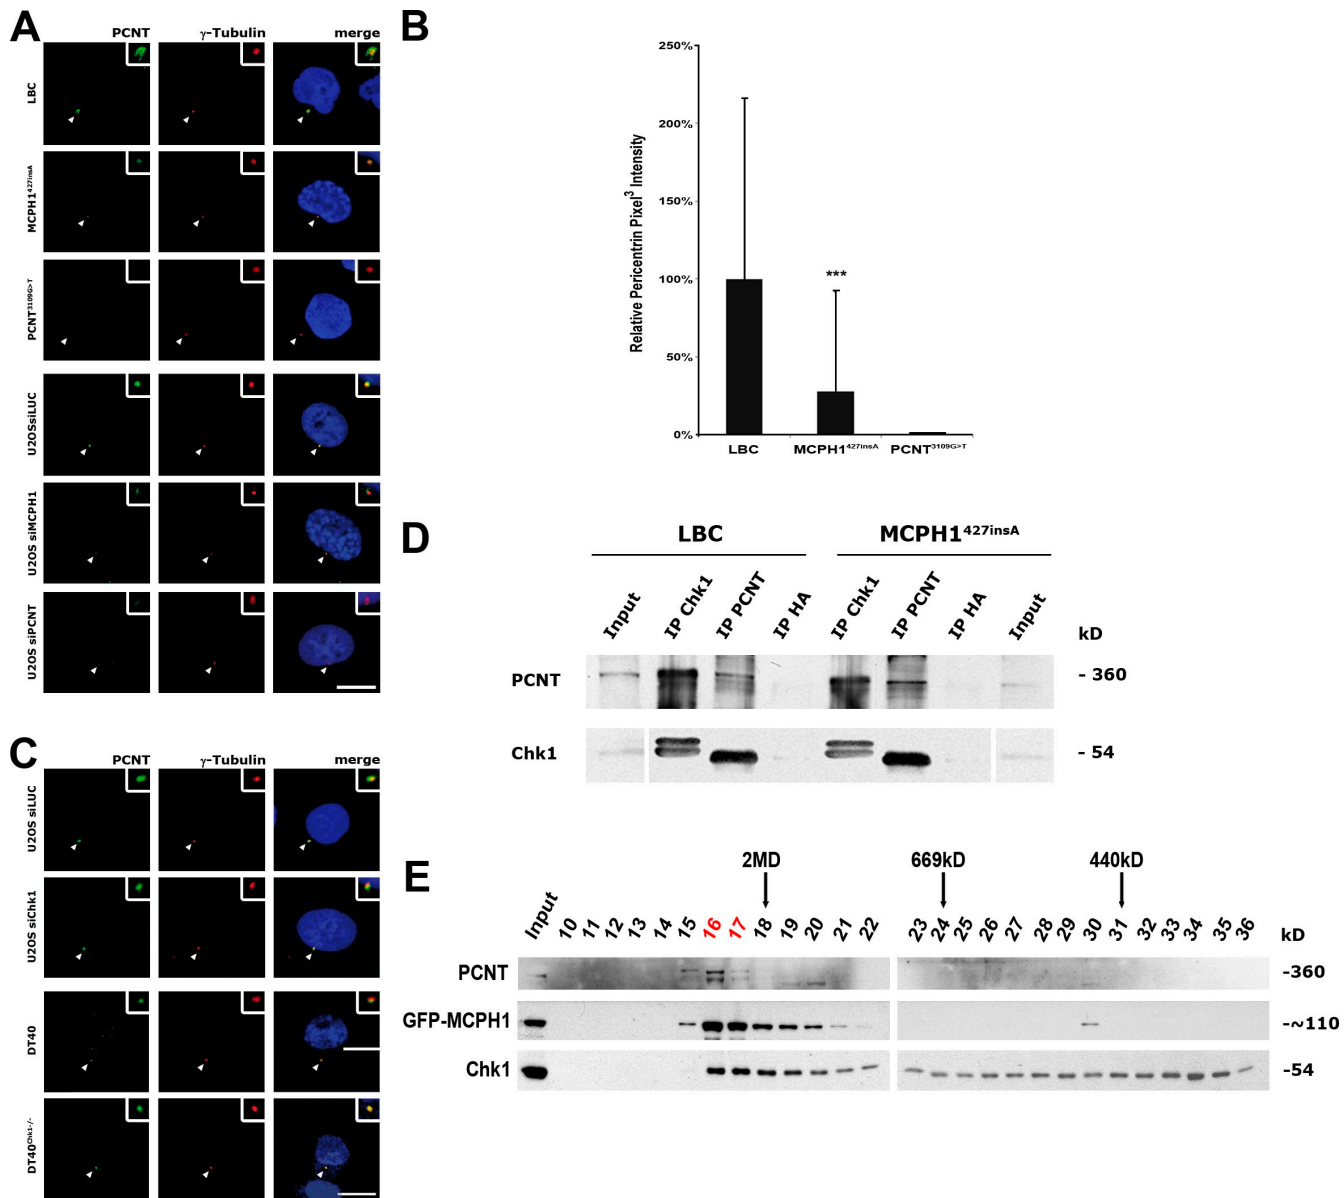 A
PCNT γ-Tubulin merge
LBC
MCPH1427insA
PCNT3109G>T
U2OSsiLUC
U2OS siMCPH1
U2OS siPCNT
B
250%
200%
150%
100%
50%
0%
Relative Pericentrin Pixel3 Intensity
***
LBC MCPH1427insA PCNT3109G>T
C
PCNT γ-Tubulin merge
U2OS siLUC
U2OS siChk1
DT40
DT40Chk1-/-
D
LBC MCPH1427insA
Input IP Chk1 IP PCNT IP HA IP Chk1 IP PCNT IP HA Input kD
PCNT - 360
Chk1 - 54
E
2MD 669kD 440kD
Input 10 11 12 13 14 15 16 17 18 19 20 21 22 23 24 25 26 27 28 29 30 31 32 33 34 35 36 kD
PCNT -360
GFP-MCPH1 -~110
Chk1 -54